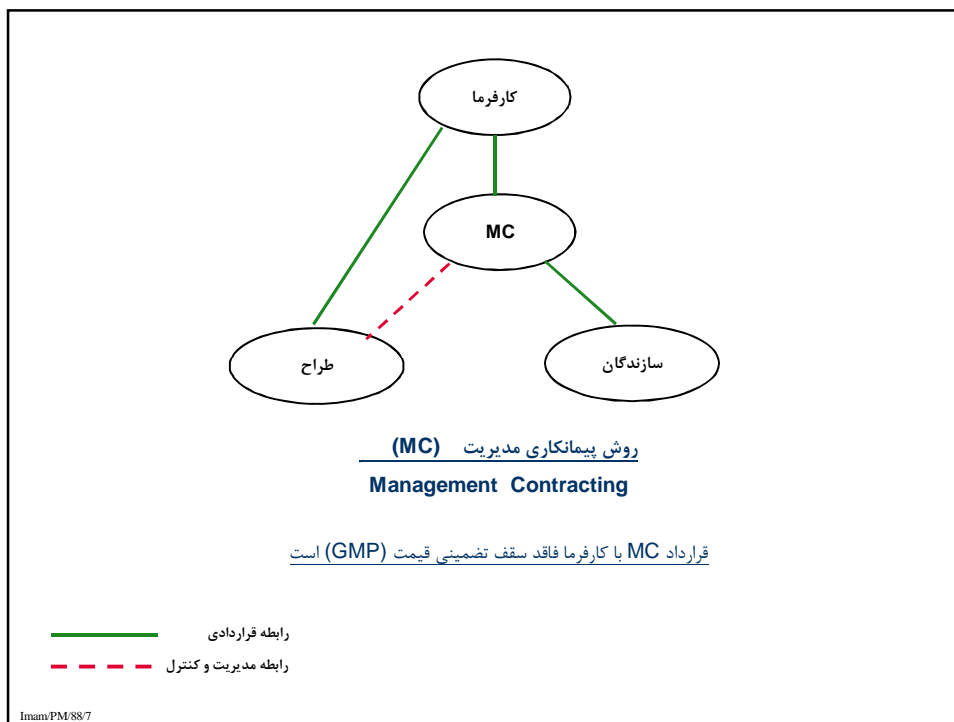 کارفرما
MC
طراح
سازندگان
روش پیمانکاری مدیریت (MC)
Management Contracting
قرارداد MC با کارفرما فاقد سقف تضمینی قیمت (GMP) است
رابطه قراردادی
رابطه مدیریت و کنترل
Imam/PM/88/7